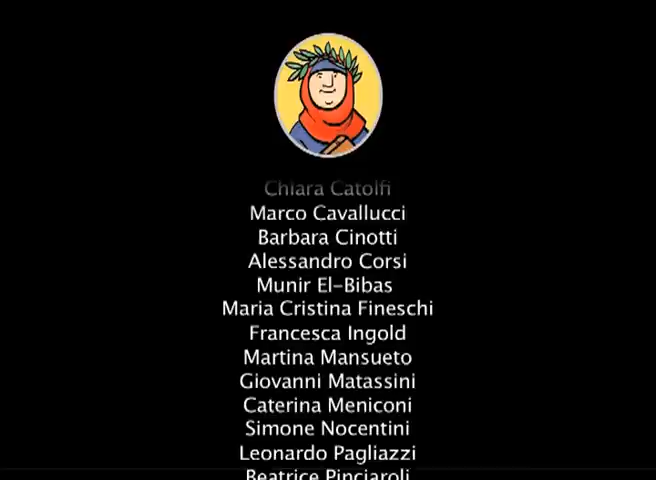 Chiara Catolfi
Marco Cavallucci
Barbara Cinotti
Alessandro Corsi
Munir El-Bibas
Maria Cristina Fineschi
Francesca Ingold
Martina Mansueto
Giovanni Matassini
Caterina Meniconi
Simone Nocentini
Leonardo Pagliazzi
Beatrice Pinciaroli